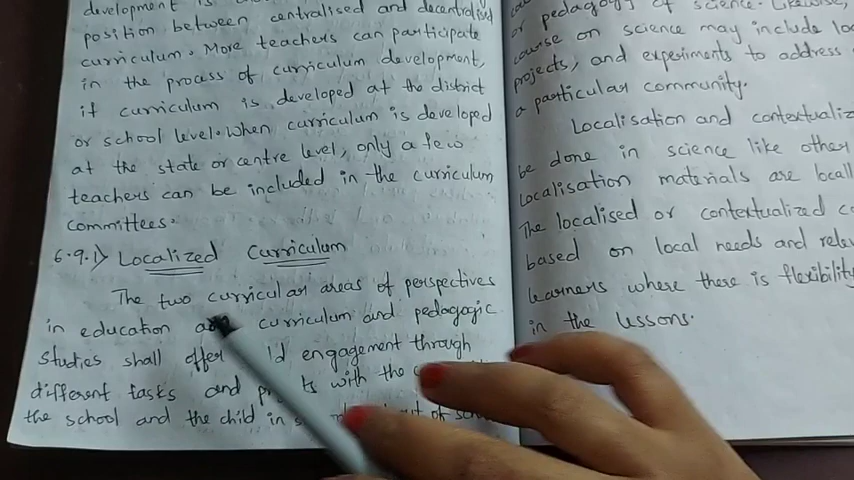 development is
position between centralised and decentralised
curriculum. More teachers can participate
in the process of curriculum development,
if curriculum is developed at the district
or school level. When curriculum is developed
at the state or centre level, only a few
teachers can be included in the curriculum
committees.
6.9.1) Localized Curriculum
The two curricular areas of perspectives
in education curriculum and pedagogic
studies shall offer engagement through
different tasks and with the
the school and the child in out of
or pedagogy of science. Likewise,
course on science may include
projects, and experiments to address
a particular community.
Localisation and
be done in science like other
Localisation materials are
The localised or contextualized
based on local needs and
learners where there is flexibility
in the lessons.